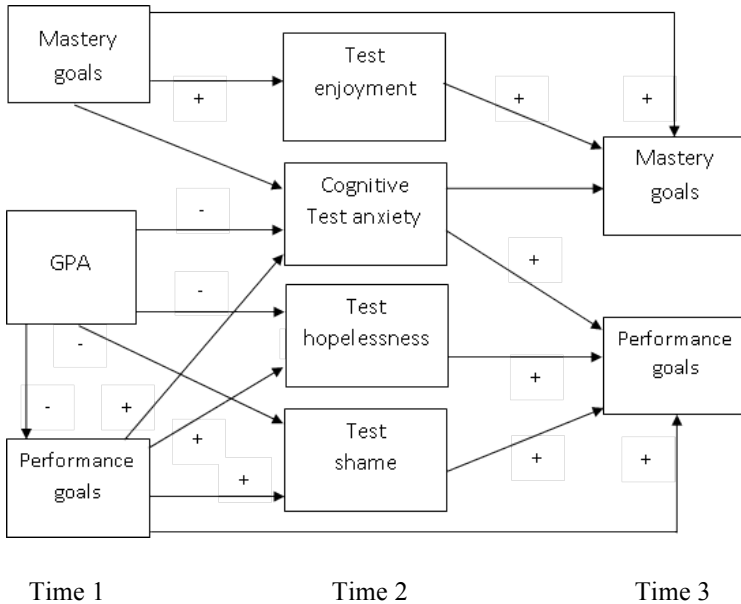 Mastery
goals
Test
enjoyment
+
+
+
Mastery
goals
Cognitive
Test anxiety
-
GPA
-
+
Test
hopelessness
Performance
goals
-
-
+
+
+
Performance
goals
Test
shame
+
+
+
Time 1
Time 2
Time 3